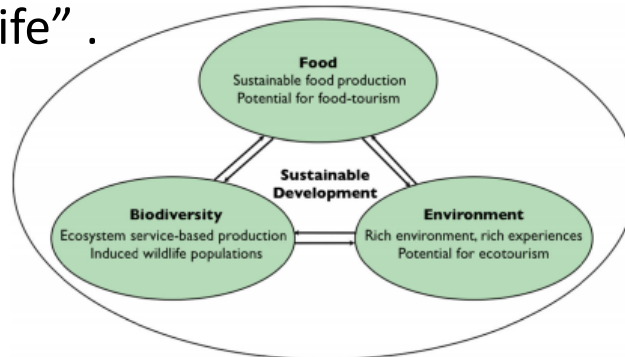 ife” .
Food
Sustainable food production
Potential for food-tourism
Sustainable
Development
Biodiversity
Ecosystem service-based production
Induced wildlife populations
Environment
Rich environment, rich experiences
Potential for ecotourism